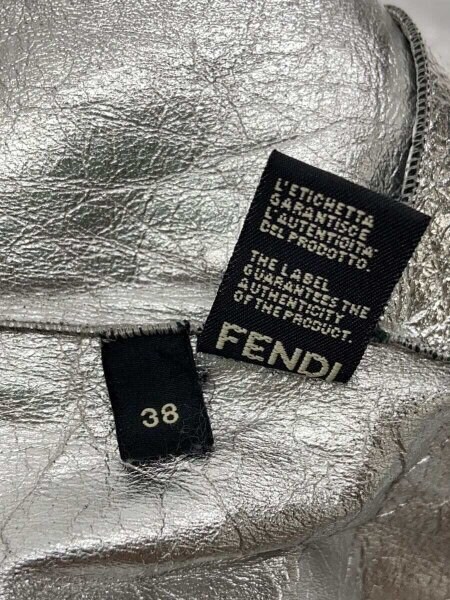 L'ETICHETTA
GARANTISCE
L'AUTENTICITA'
DEL PRODOTTO.
THE LABEL
GUARANTEES THE
AUTHENTICITY
OF THE PRODUCT.
FENDI
38